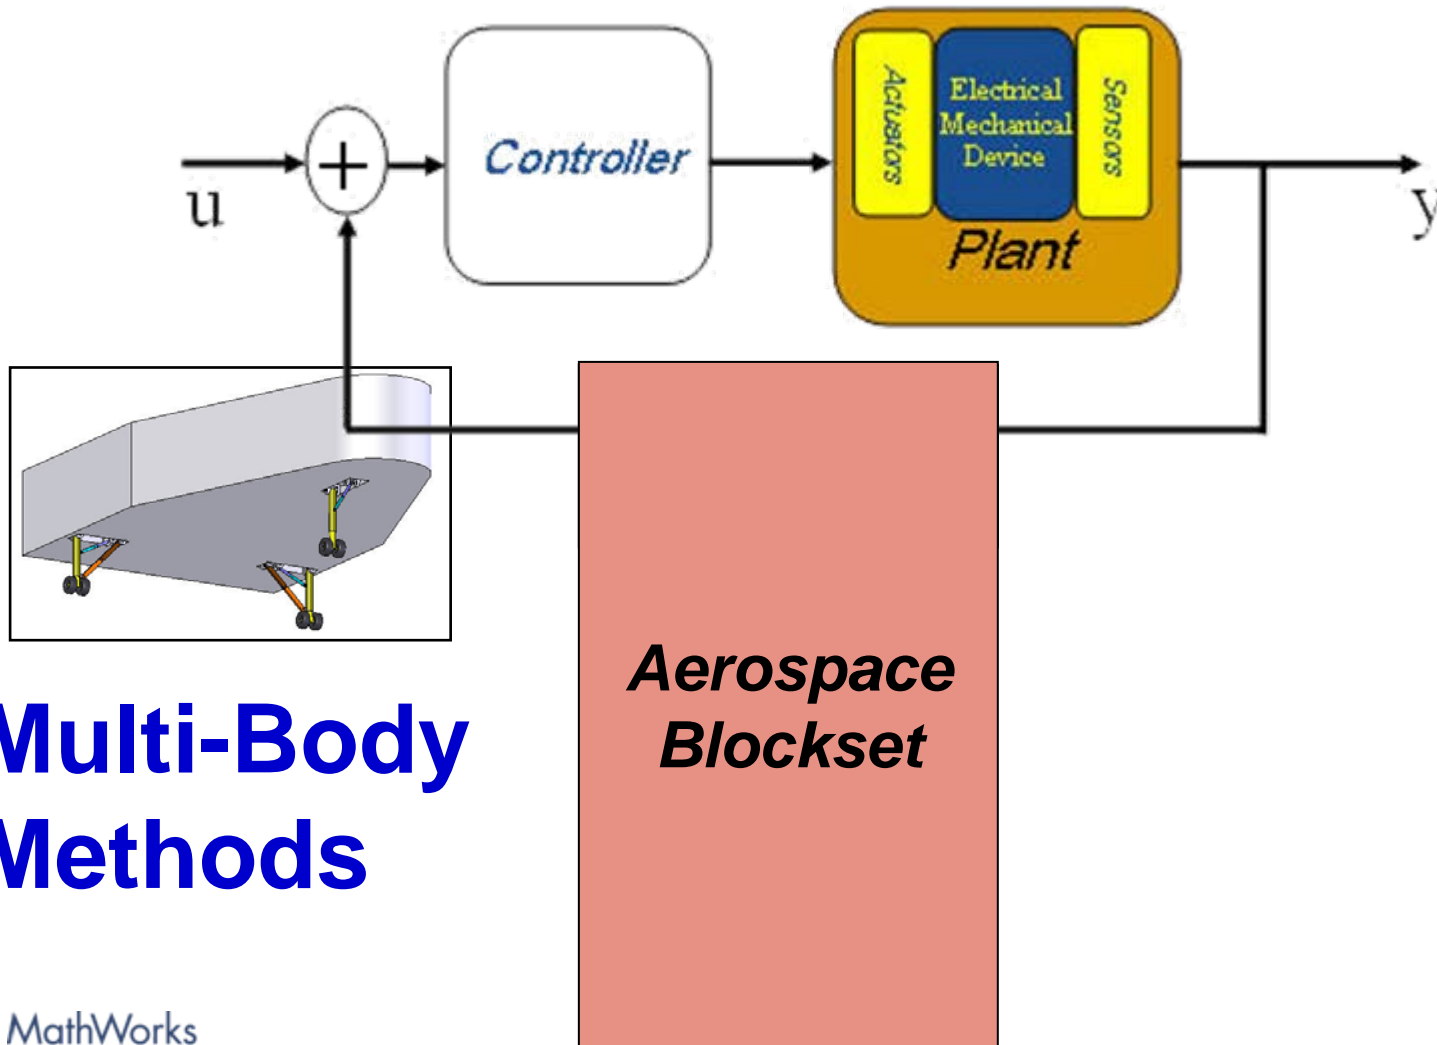 Controller
Actuators
Electrical
Mechanical
Device
Sensors
Plant
+
u
y
Aerospace
Blockset
Multi-Body
Methods
MathWorks